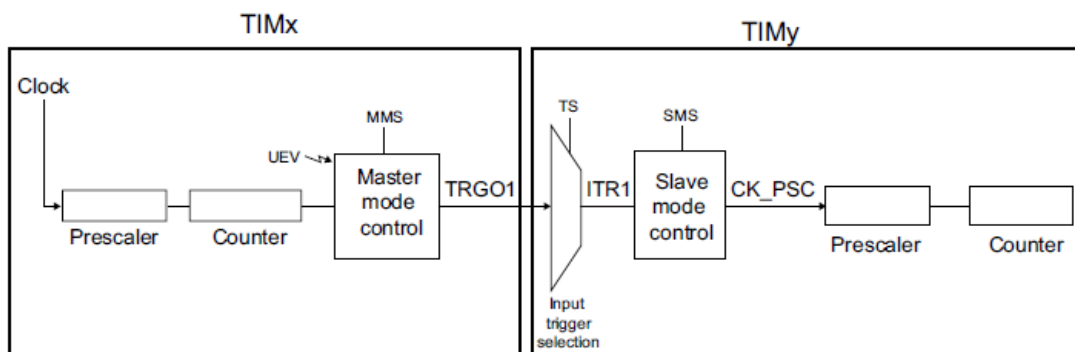 TIMx
TIMy
Clock
MMS
UEV
Master
mode
control
TRGO1
Prescaler
Counter
TS
ITR1
SMS
Slave
mode
control
CK_PSC
Prescaler
Counter
Input
trigger
selection